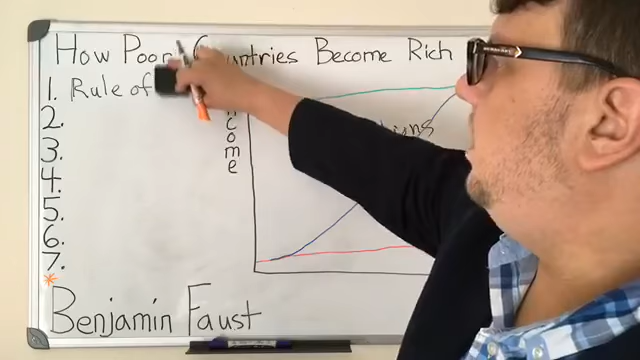 How Poor Countries Become Rich
1. Rule of
2.
3.
4.
5.
6.
7.
*
Benjamin Faust